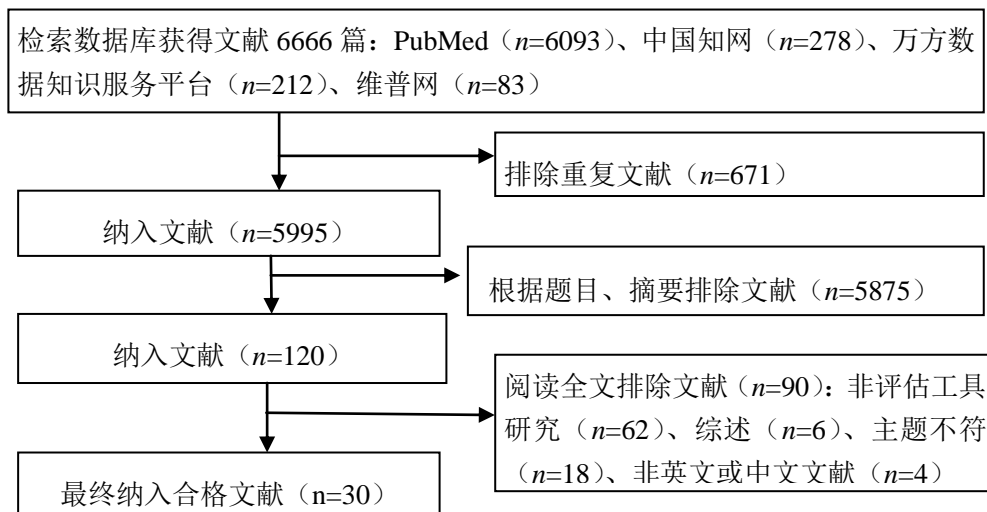 检索数据库获得文献 6666 篇：PubMed（n=6093）、中国知网（n=278）、万方数
据知识服务平台（n=212）、维普网（n=83）
排除重复文献（n=671）
纳入文献（n=5995）
根据题目、摘要排除文献（n=5875）
纳入文献（n=120）
阅读全文排除文献（n=90）：非评估工具
研究（n=62）、综述（n=6）、主题不符
（n=18）、非英文或中文文献（n=4）
最终纳入合格文献（n=30）